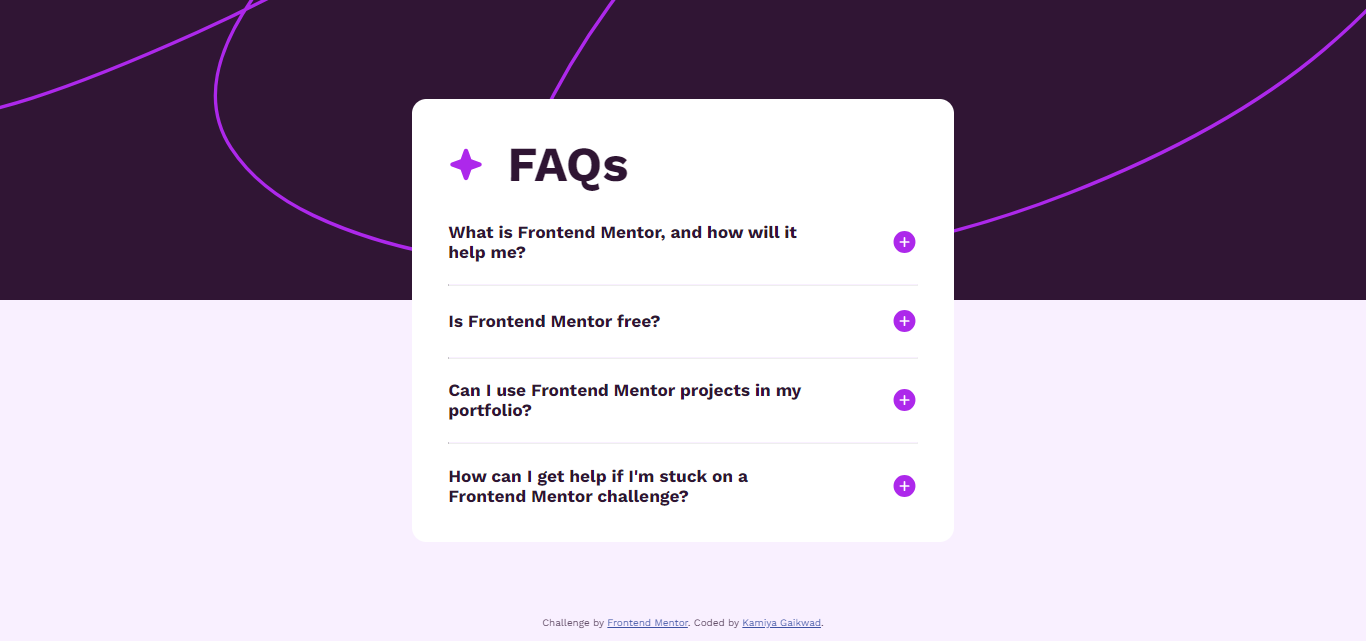 FAQs
What is Frontend Mentor, and how will it
help me?
Is Frontend Mentor free?
Can I use Frontend Mentor projects in my
portfolio?
How can I get help if I'm stuck on a
Frontend Mentor challenge?
Challenge by Frontend Mentor. Coded by Kamiya Gaikwad.